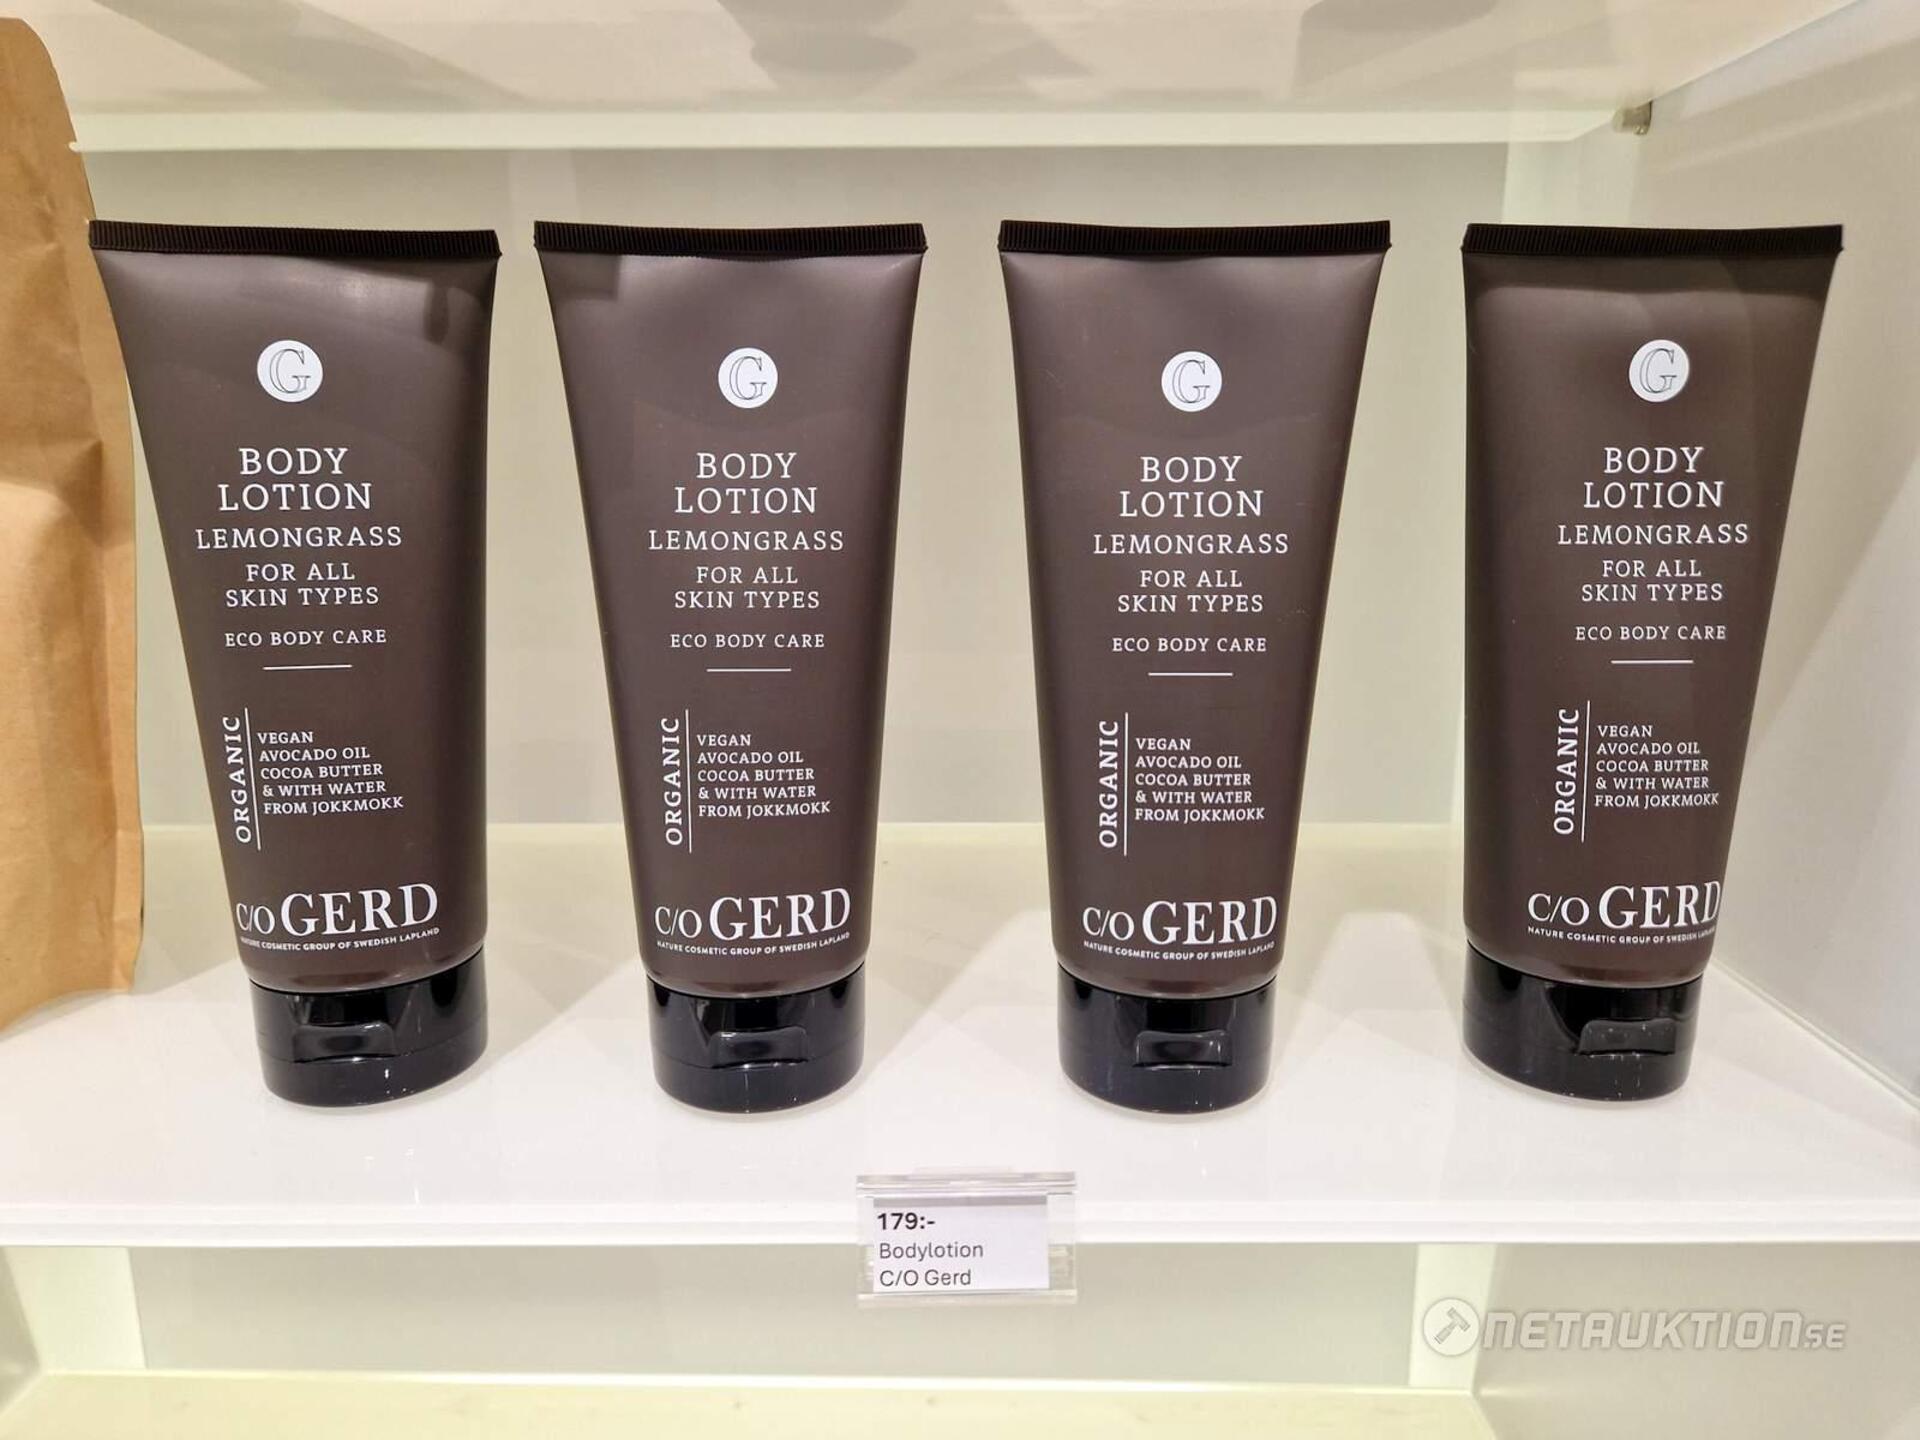 G
BODY
LOTION
LEMONGRASS
FOR ALL
SKIN TYPES
ECO BODY CARE
ORGANIC
VEGAN
AVOCADO OIL
COCOA BUTTER
& WITH WATER
FROM JOKKMOKK
C/O GERD
NATURE COSMETIC GROUP OF SWEDISH LAPLAND
G
BODY
LOTION
LEMONGRASS
FOR ALL
SKIN TYPES
ECO BODY CARE
ORGANIC
VEGAN
AVOCADO OIL
COCOA BUTTER
& WITH WATER
FROM JOKKMOKK
C/O GERD
NATURE COSMETIC GROUP OF SWEDISH LAPLAND
G
BODY
LOTION
LEMONGRASS
FOR ALL
SKIN TYPES
ECO BODY CARE
ORGANIC
VEGAN
AVOCADO OIL
COCOA BUTTER
& WITH WATER
FROM JOKKMOKK
C/O GERD
NATURE COSMETIC GROUP OF SWEDISH LAPLAND
G
BODY
LOTION
LEMONGRASS
FOR ALL
SKIN TYPES
ECO BODY CARE
ORGANIC
VEGAN
AVOCADO OIL
COCOA BUTTER
& WITH WATER
FROM JOKKMOKK
C/O GERD
NATURE COSMETIC GROUP OF SWEDISH LAPLAND
179:-
Bodylotion
C/O Gerd
NETAUKTION.SE